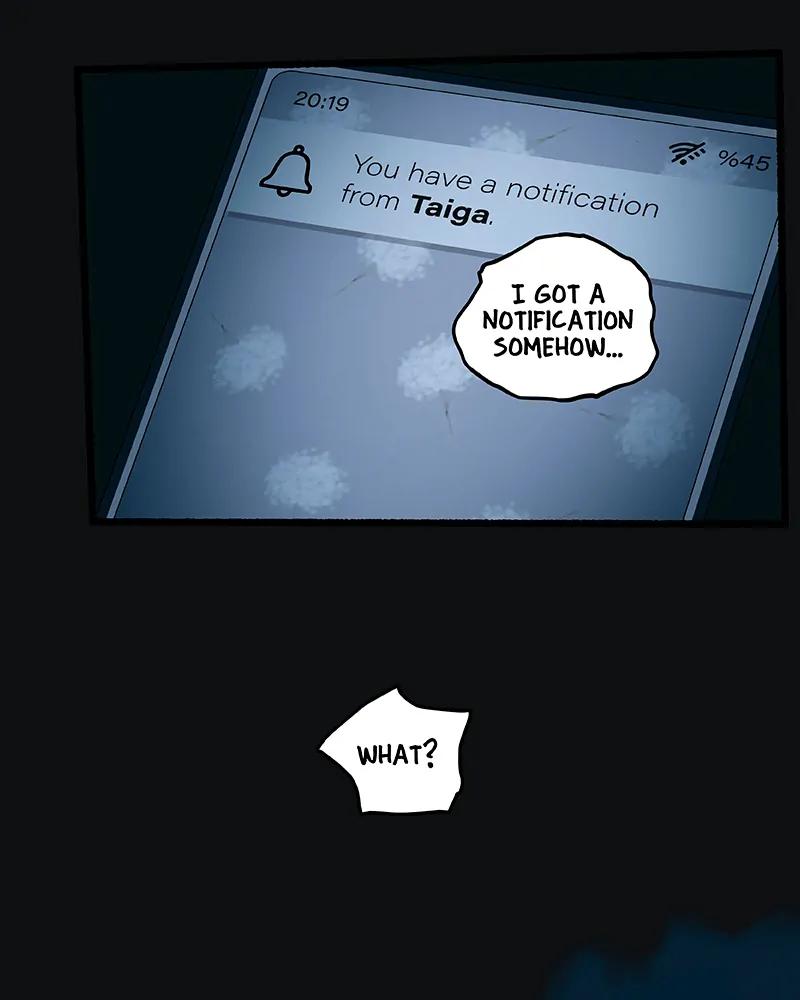 20:19
%45
You have a notification
from Taiga.
I GOT A
NOTIFICATION
SOMEHOW...
WHAT?